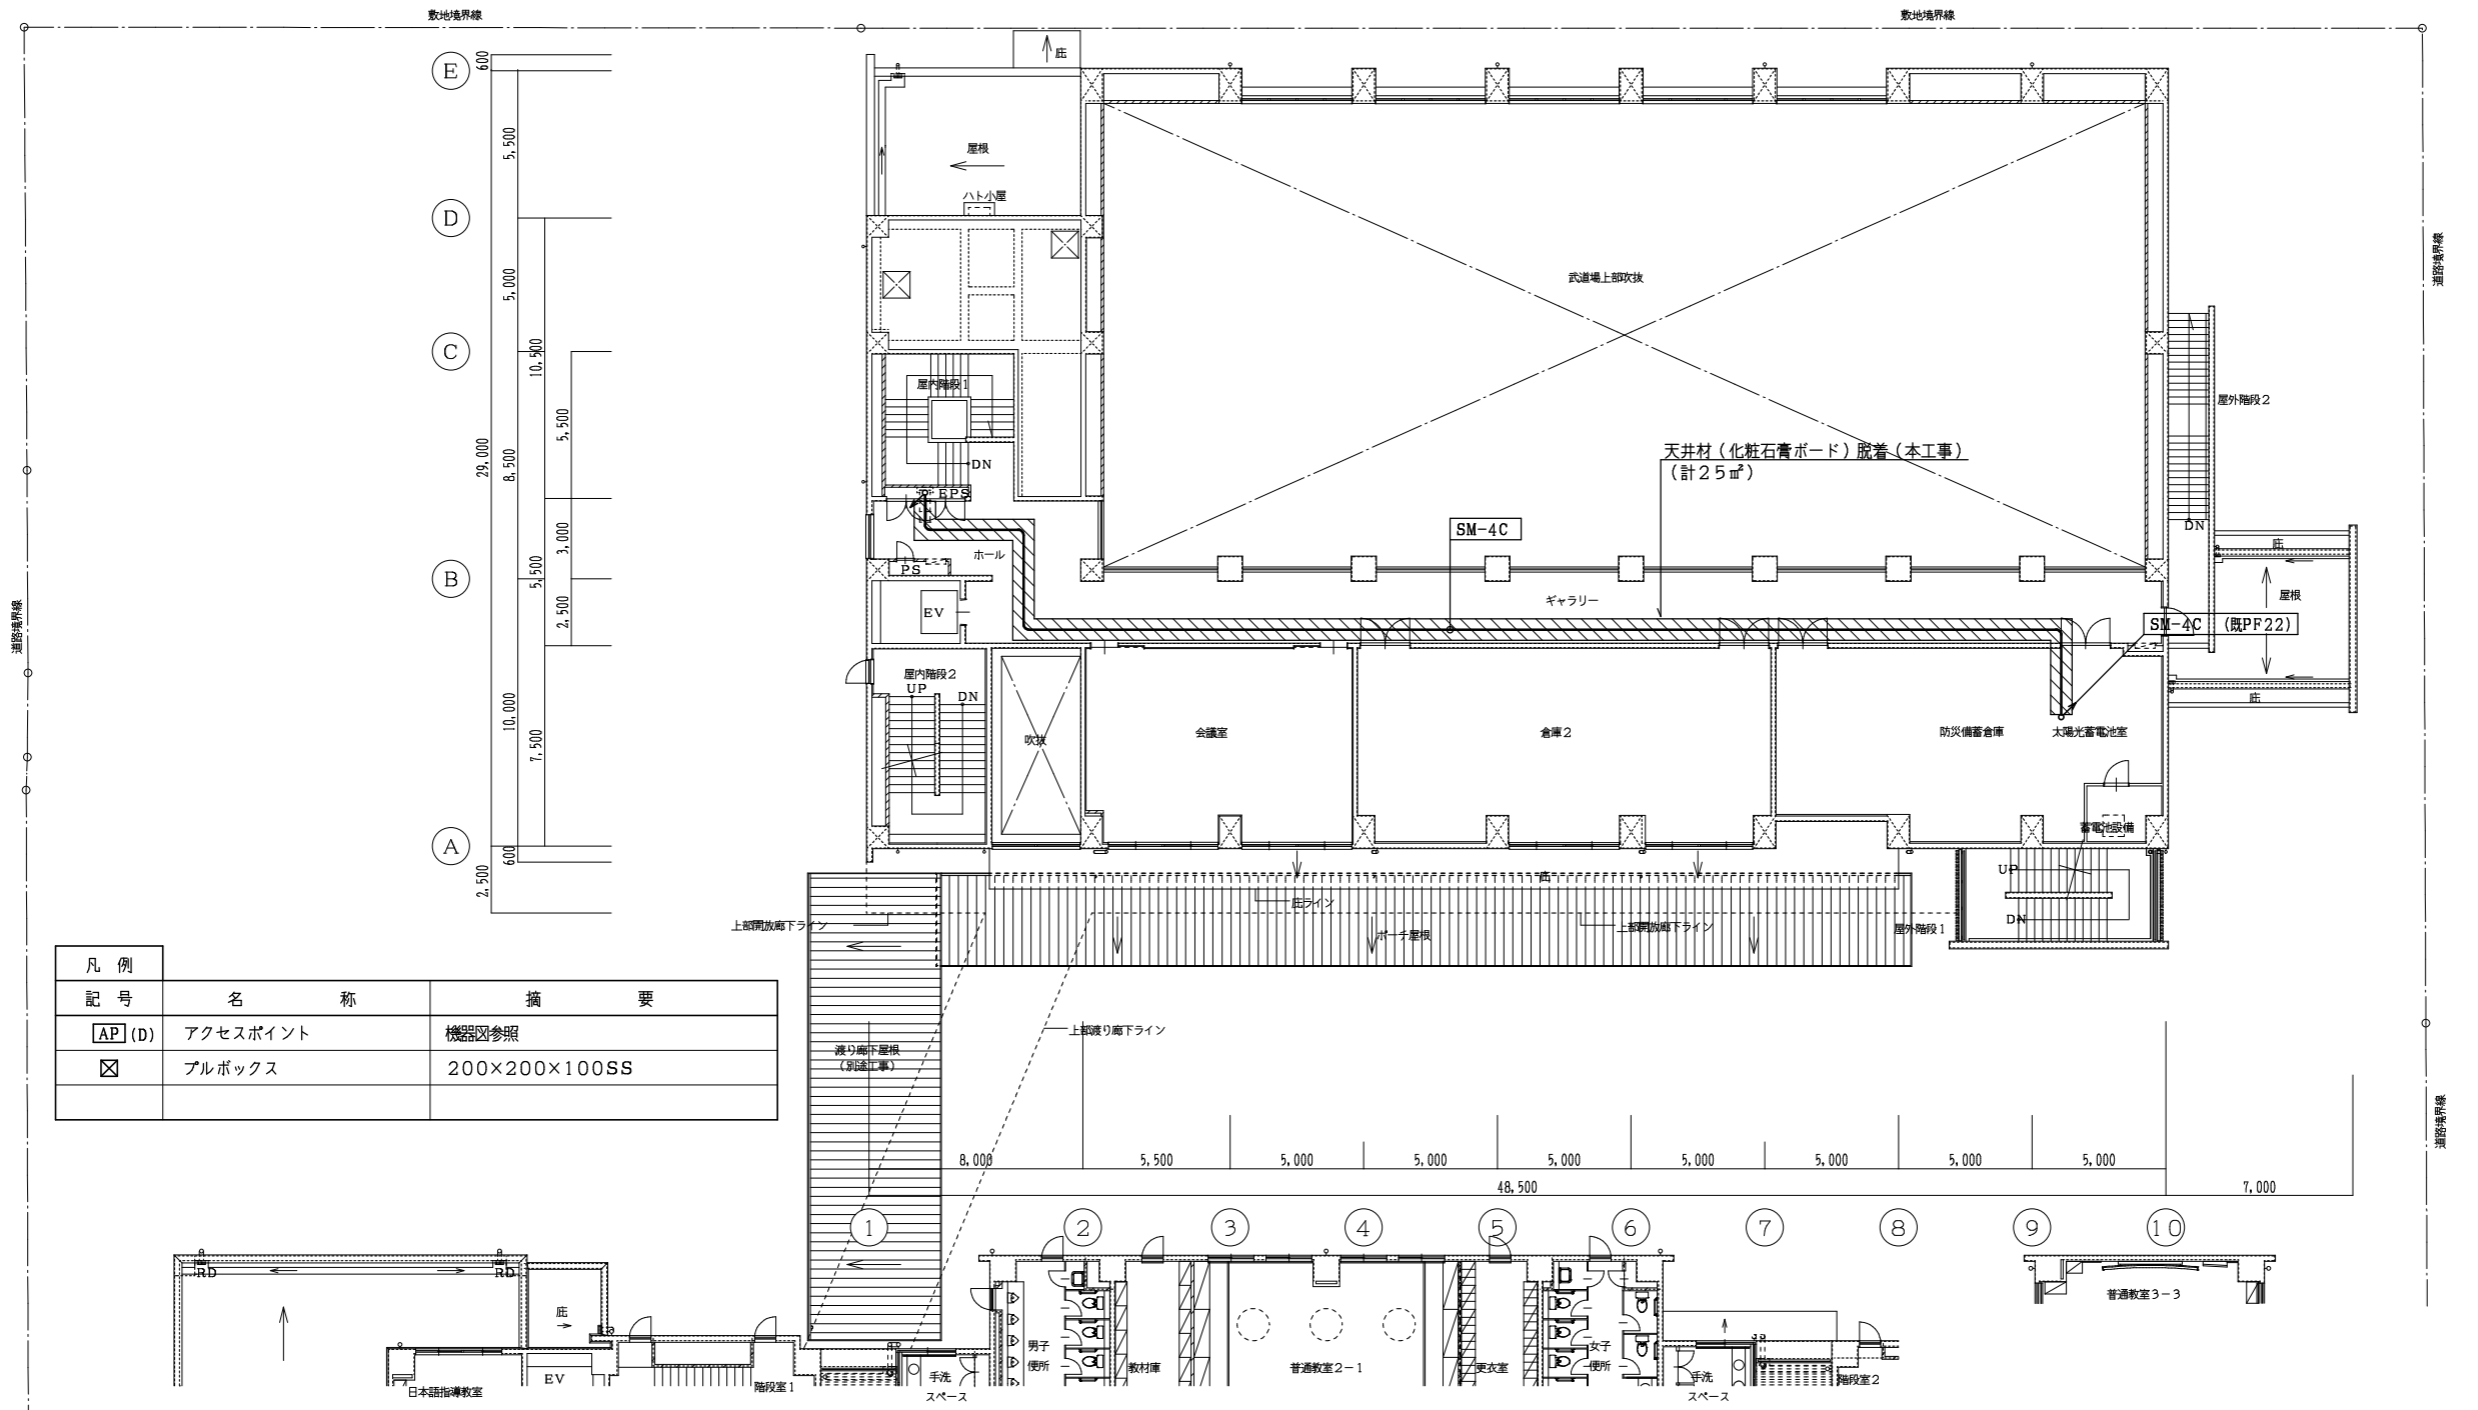 敷地境界線
敷地境界線
E
600
庇
5,500
屋根
ハト小屋
D
道路境界線
5,000
武道場上部吹抜
C
10,500
屋内階段1
屋外階段2
5,500
29,000
8,500
DN
天井材(化粧石膏ボード)脱着(本工事)
(計25㎡)
EPS
SM-4C
DN
3,000
ホール
庇
PS
B
5,500
EV
ギャラリー
屋根
2,500
SM-4C (既PF22)
道路境界線
屋内階段2
UP
DN
庇
10,000
7,500
吹抜
会議室
倉庫2
防災備蓄倉庫
太陽光蓄電池室
蓄電池設備
A
600
2,500
庇
UP
庇ライン
DN
上部開放廊下ライン
ポーチ屋根
上部開放廊下ライン
屋外階段1
凡 例
記 号
名 称
摘 要
AP (D)
アクセスポイント
機器図参照
プルボックス
200×200×100SS
上部渡り廊下ライン
渡り廊下屋根
(別途工事)
道路境界線
8,000
5,500
5,000
5,000
5,000
5,000
5,000
5,000
5,000
48,500
7,000
1
2
3
4
5
6
7
8
9
10
RD
RD
庇
普通教室3-3
男子
便所
女子
便所
教材庫
普通教室2-1
更衣室
EV
手洗
スペース
手洗
スペース
階段室1
階段室2
日本語指導教室